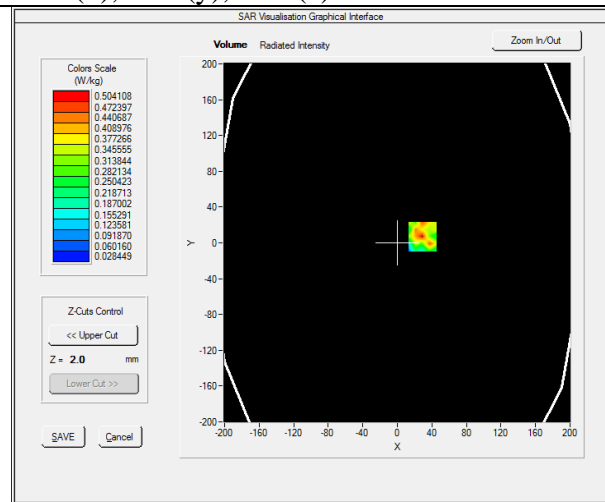 SAR Visualisation Graphical Interface
Volume Radiated Intensity
Zoom In/Out
Colors Scale
(W/kg)
0.504108
0.472397
0.440687
0.408976
0.377266
0.345555
0.313844
0.282134
0.250423
0.218713
0.187002
0.155291
0.123581
0.091870
0.060160
0.028449
Z-Cuts Control
<< Upper Cut
Z = 2.0 mm
Lower Cut >>
SAVE Cancel
200
160
120
80
40
0
-40
-80
-120
-160
-200
Y
-200 -160 -120 -80 -40 0 40 80 120 160 200
X